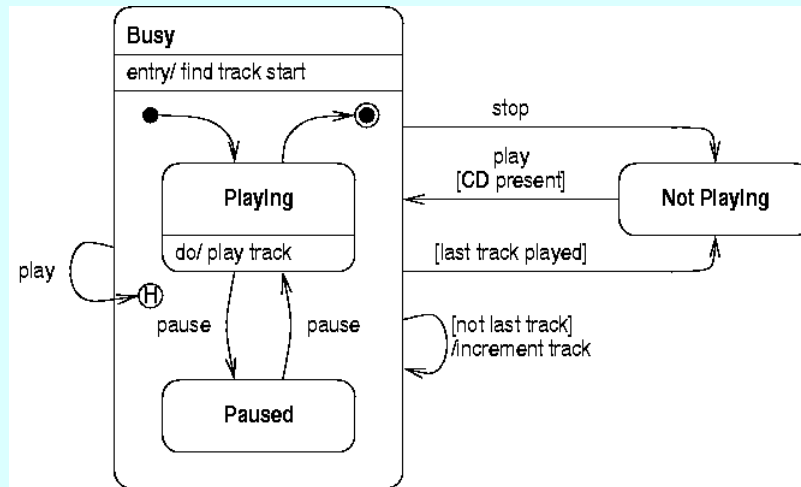 Busy
entry/ find track start
stop
play
[CD present]
Playing
Not Playing
do/ play track
[last track played]
play
H
pause
pause
[not last track]
/increment track
Paused